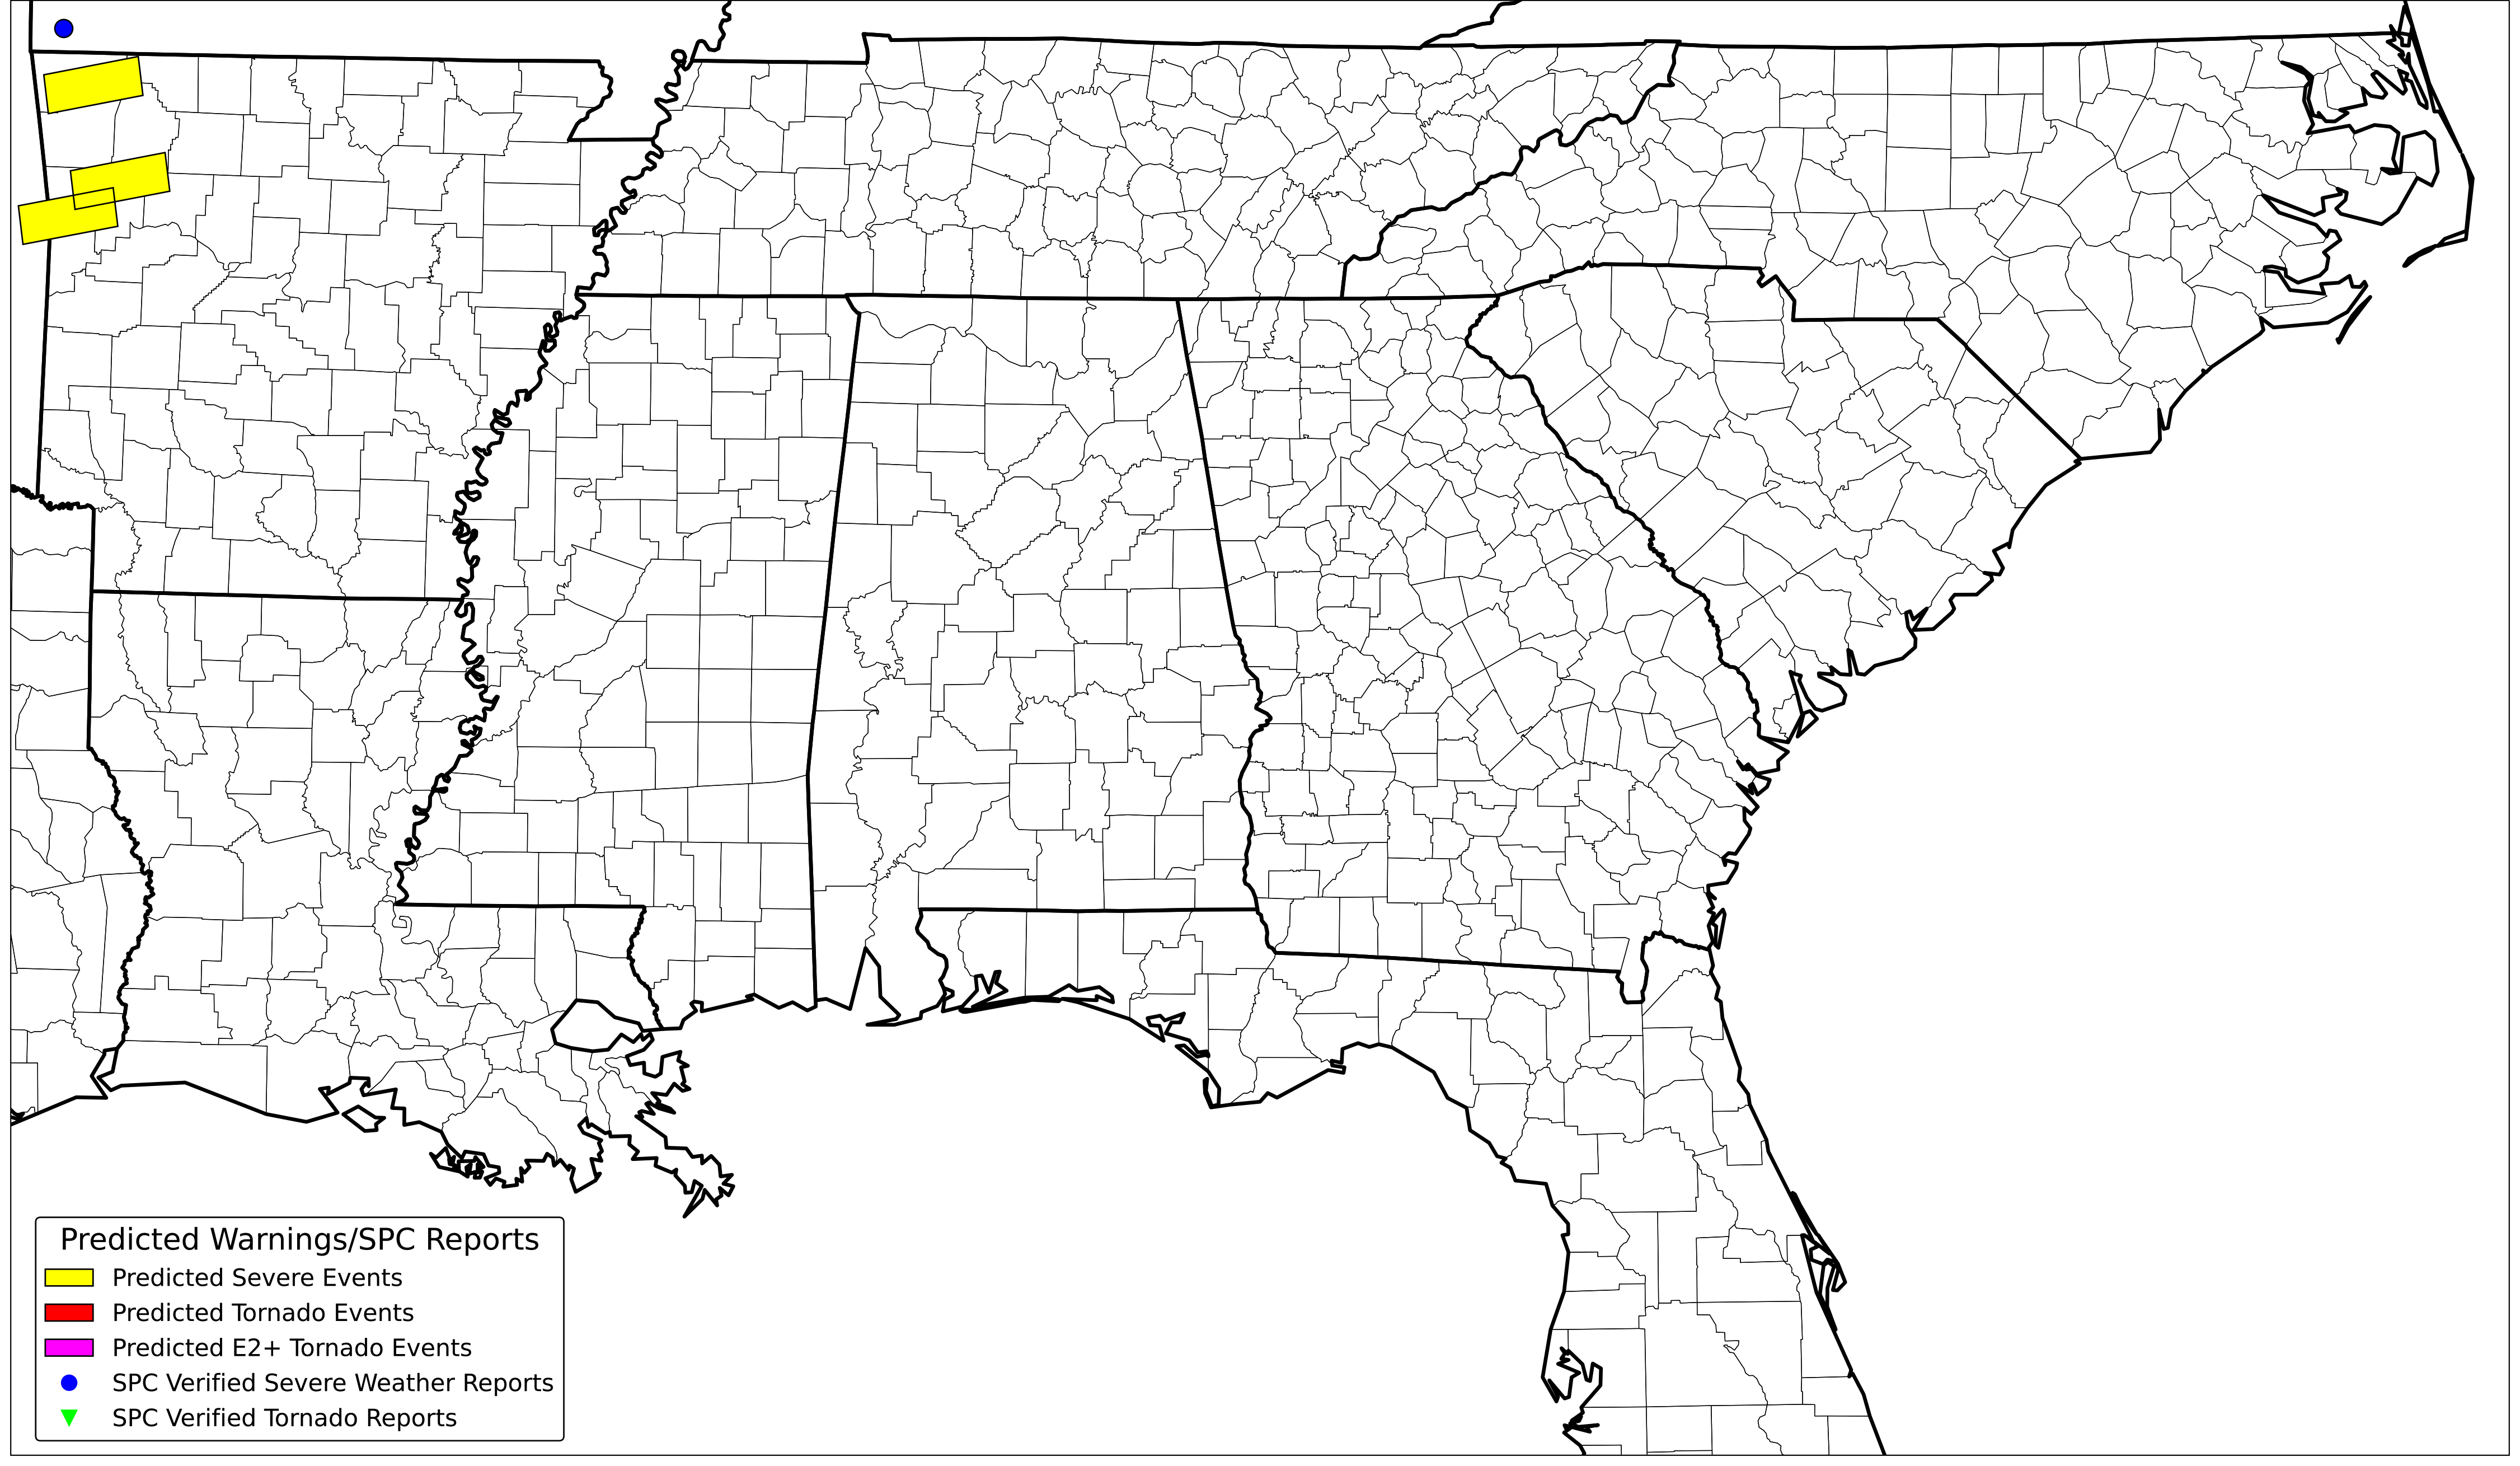 Predicted Warnings/SPC Reports
Predicted Severe Events
Predicted Tornado Events
Predicted E2+ Tornado Events
SPC Verified Severe Weather Reports
SPC Verified Tornado Reports